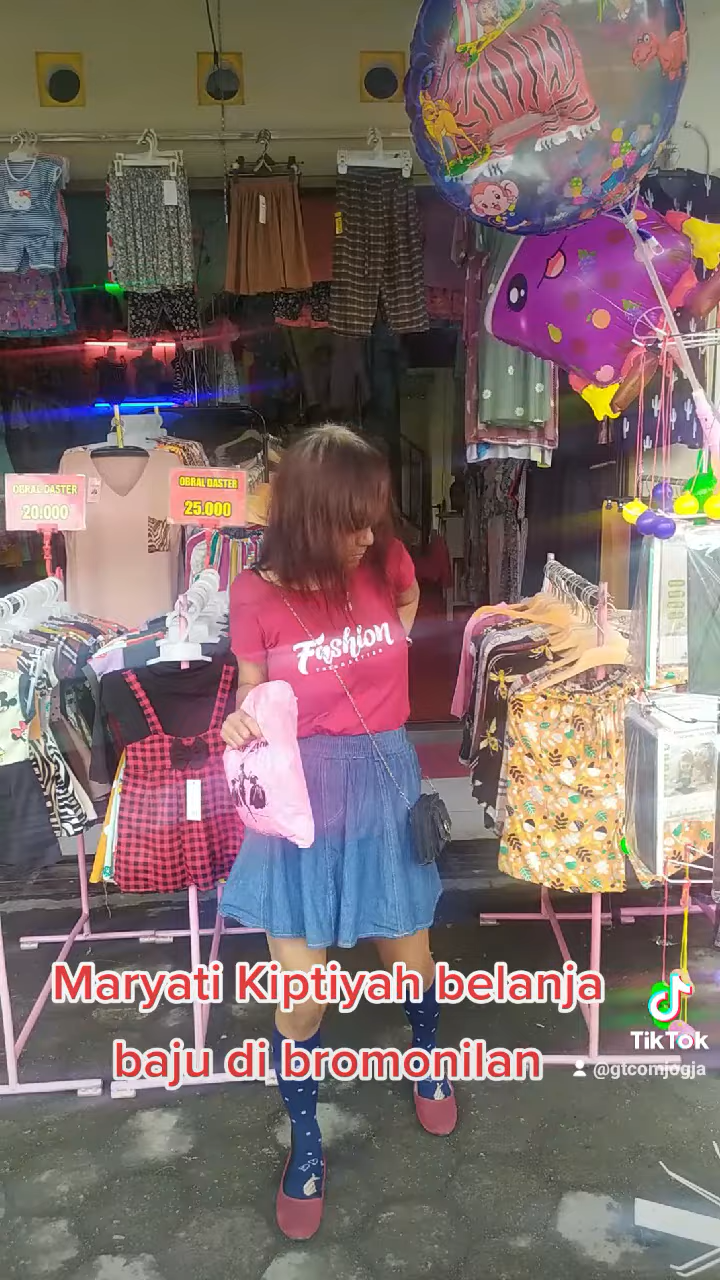 OBRAL DASTER
20.000
OBRAL DASTER
25.000
Fashion
Maryati Kiptiyah belanja
baju di bromonilan
TikTok
@gtcomjogja